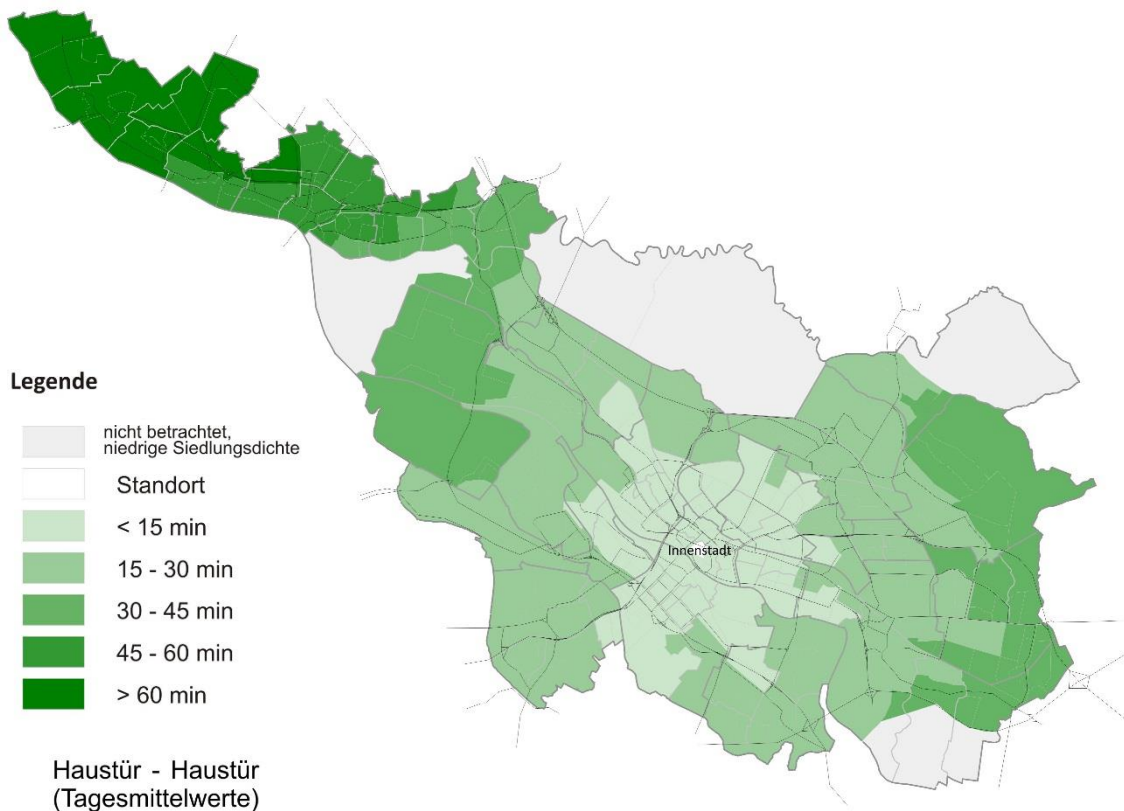 Innenstadt
Legende
nicht betrachtet,
niedrige Siedlungsdichte
Standort
< 15 min
15 - 30 min
30 - 45 min
45 - 60 min
> 60 min
Haustür - Haustür
(Tagesmittelwerte)